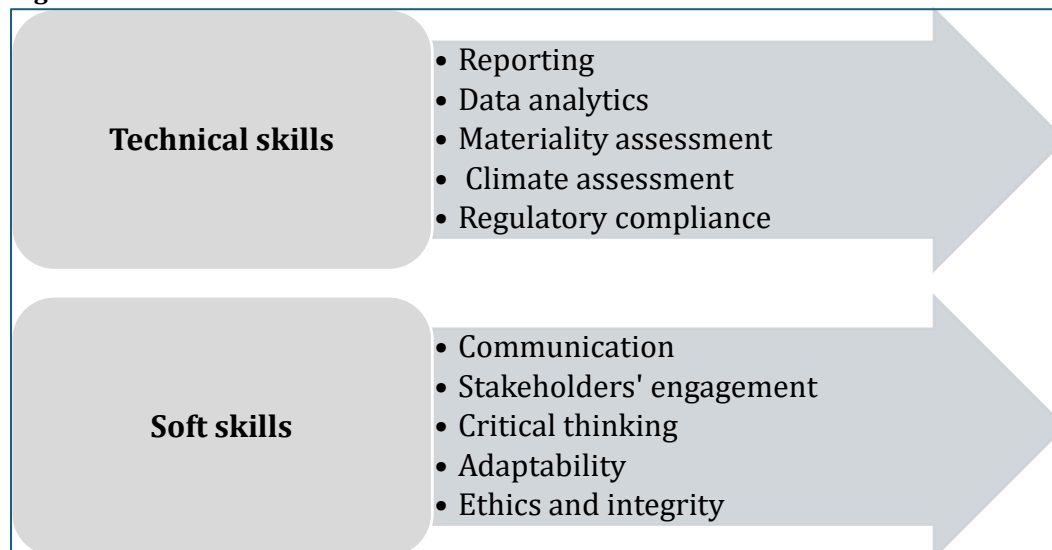 Technical skills
• Reporting
• Data analytics
• Materiality assessment
• Climate assessment
• Regulatory compliance
Soft skills
• Communication
• Stakeholders' engagement
• Critical thinking
• Adaptability
• Ethics and integrity